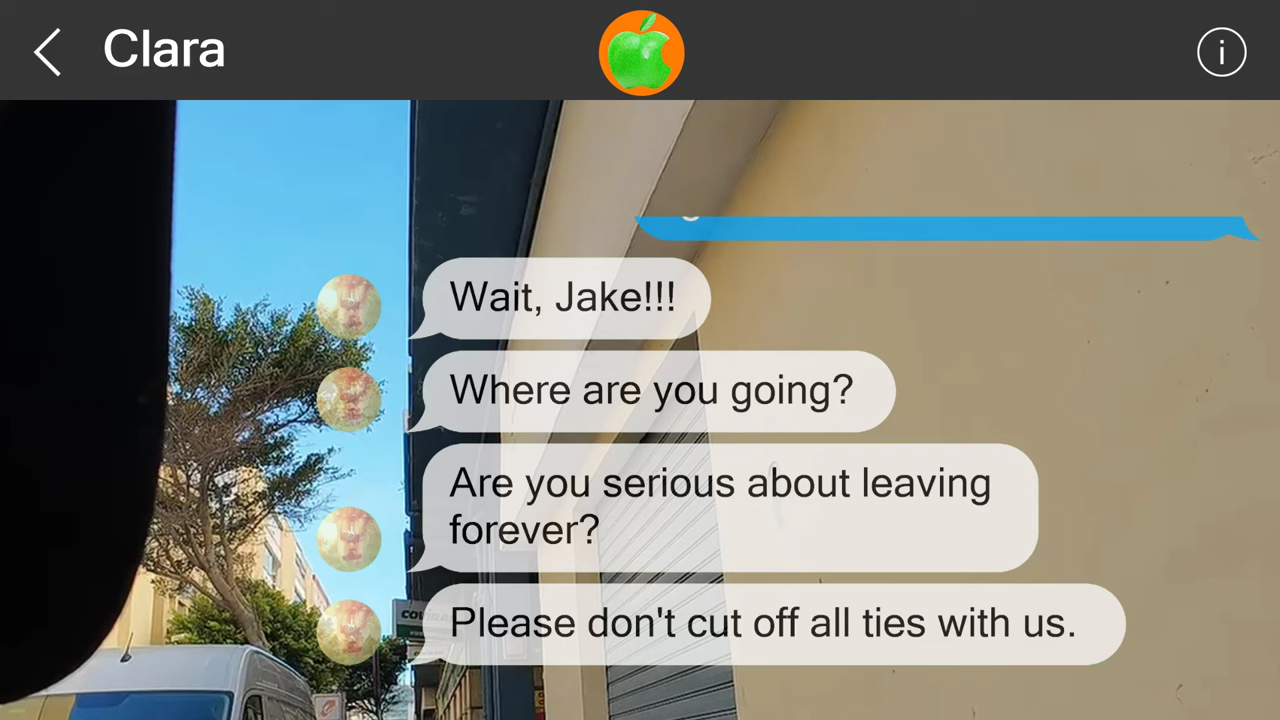 Clara
i
Wait, Jake!!!
Where are you going?
Are you serious about leaving
forever?
Please don't cut off all ties with us.